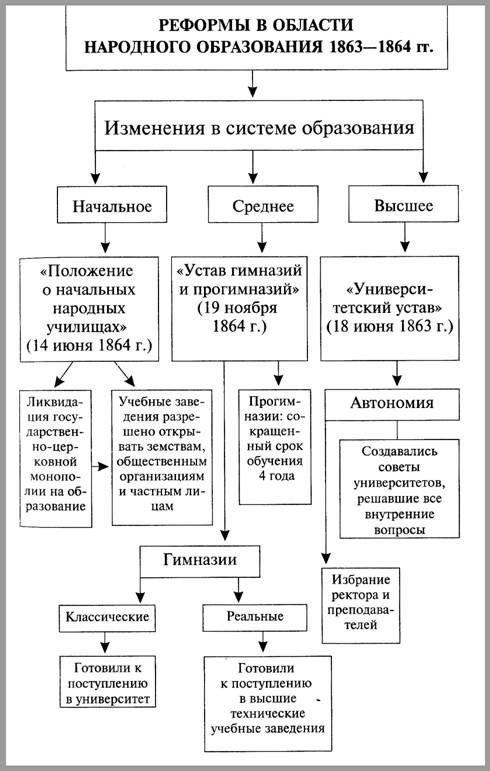 РЕФОРМЫ В ОБЛАСТИ
НАРОДНОГО ОБРАЗОВАНИЯ 1863—1864 гг.
Изменения в системе образования
Начальное
Среднее
Высшее
«Положение
о начальных
народных
училищах»
(14 июня 1864 г.)
«Устав гимназий
и прогимназий»
(19 ноября
1864 г.)
«Универси-
тетский устав»
(18 июня 1863 г.)
Ликвида-
ция государ-
ственно-цер-
ковной
монопо-
лии на об-
разование
Учебные заве-
дения разре-
шено откры-
вать земствам,
общественным
организациям
и частным ли-
цам
Прогим-
назии: со-
кращен-
ный срок
обучения
4 года
Автономия
Создавались
советы
университетов,
решавшие все
внутренние
вопросы
Гимназии
Избрание
ректора и
преподава-
телей
Классические
Реальные
Готовили к
поступлению
в университет
Готовили
к поступлению
в высшие
технические
учебные заведения